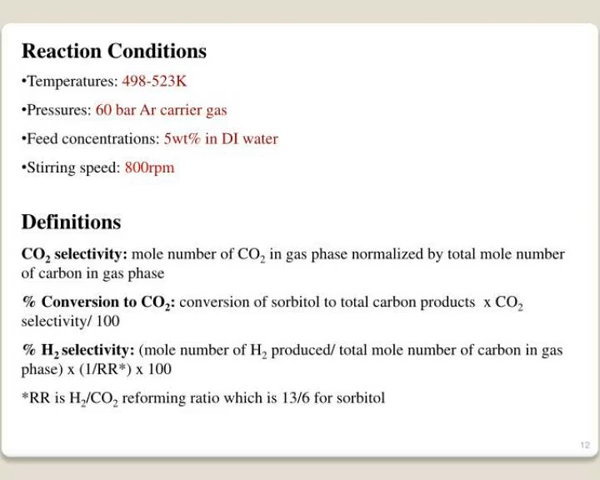 Reaction Conditions
•Temperatures: 498-523K
•Pressures: 60 bar Ar carrier gas
•Feed concentrations: 5wt% in DI water
•Stirring speed: 800rpm
Definitions
CO₂ selectivity: mole number of CO₂ in gas phase normalized by total mole number
of carbon in gas phase
% Conversion to CO₂: conversion of sorbitol to total carbon products x CO₂
selectivity/ 100
% H₂ selectivity: (mole number of H₂ produced/ total mole number of carbon in gas
phase) x (1/RR*) x 100
*RR is H₂/CO₂ reforming ratio which is 13/6 for sorbitol
12